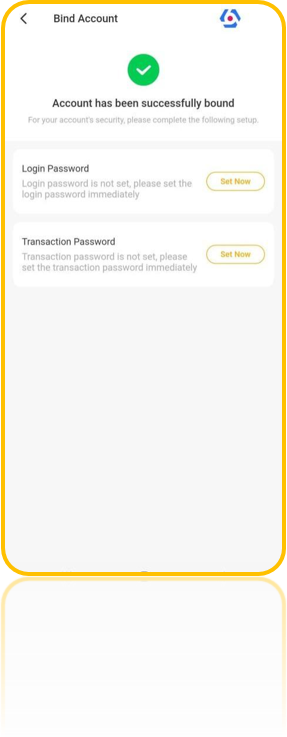 Bind Account
Account has been successfully bound
For your account's security, please complete the following setup.
Login Password
Login password is not set, please set the
login password immediately
Set Now
Transaction Password
Transaction password is not set, please
set the transaction password immediately
Set Now